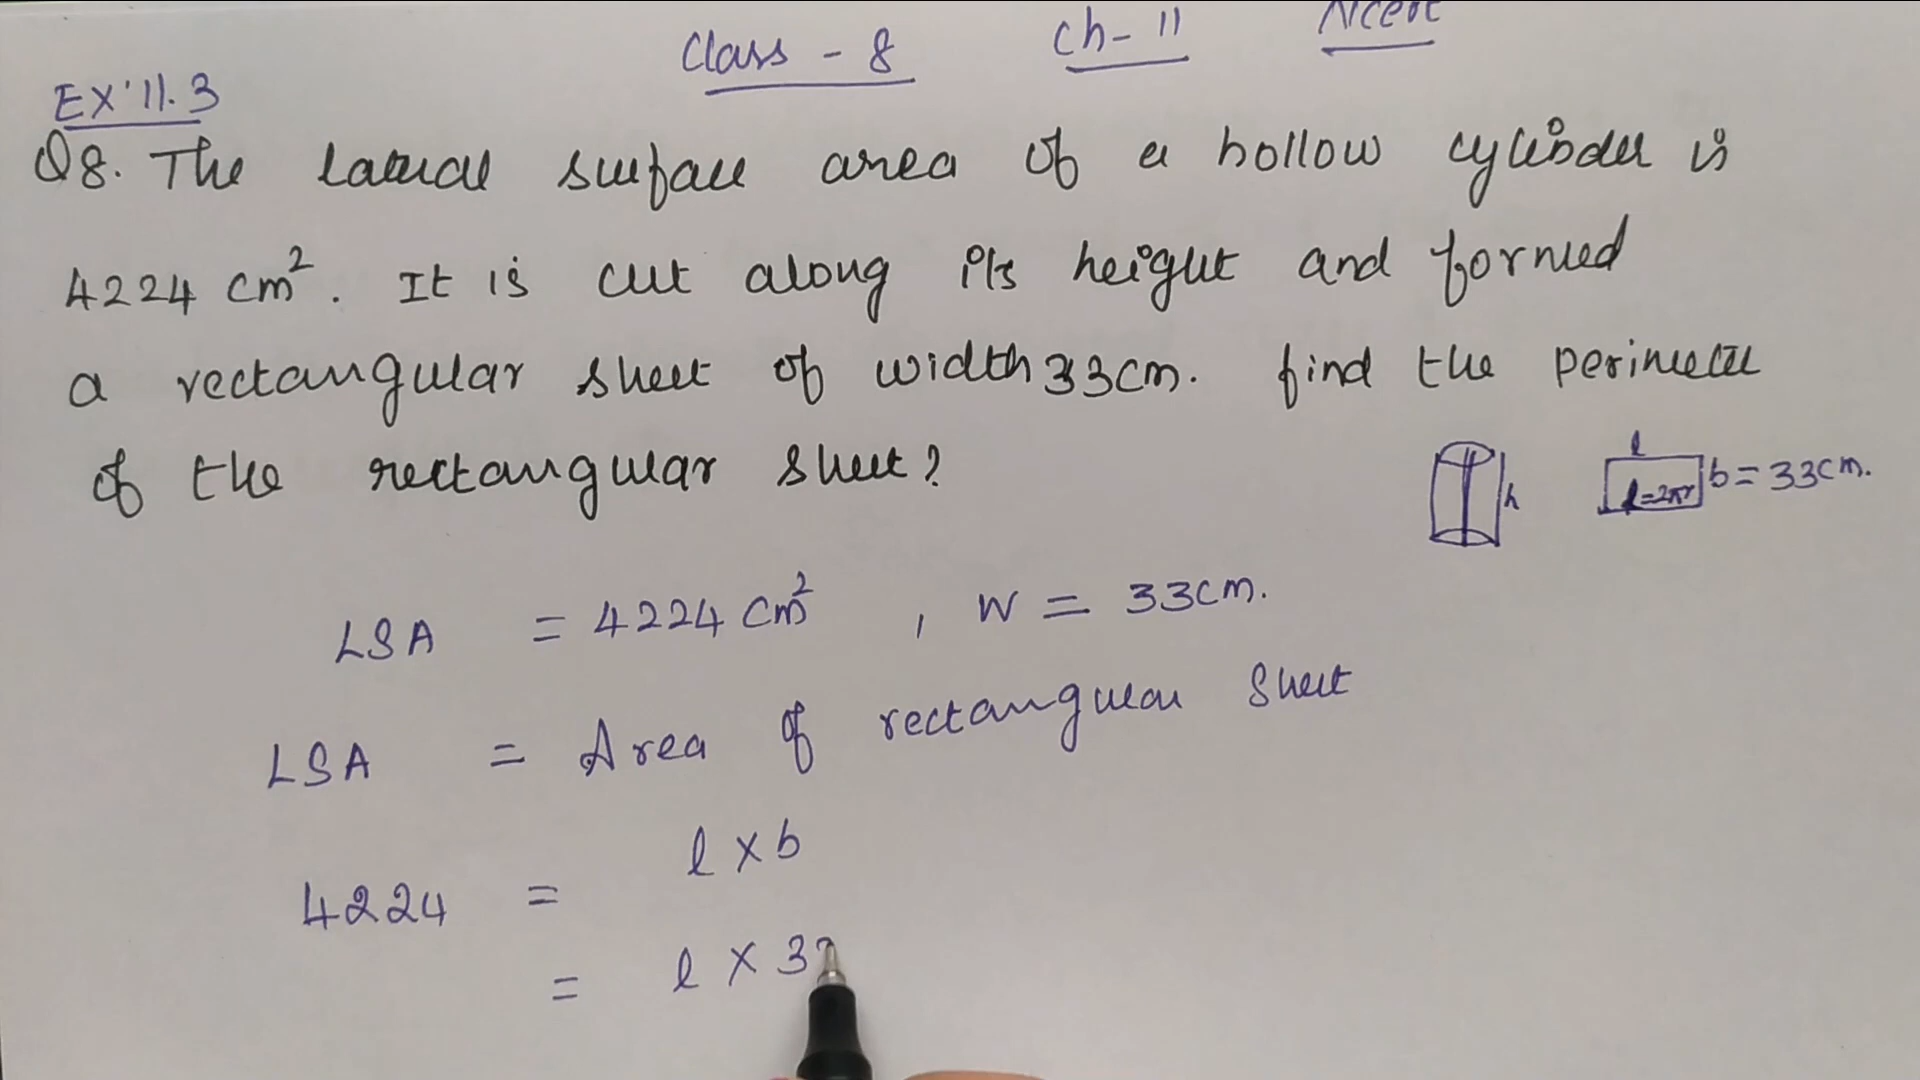 Class - 8 Ch- 11 Ncert
EX'11.3
Q8. The lateral surface area of a hollow cylinder is
4224 cm². It is cut along its height and formed
a rectangular sheet of width 33cm. find the perimeter
of the rectangular sheet?
h
l
l=2πr
b = 33cm.
LSA = 4224 cm² , W = 33cm.
LSA = Area of rectangular Sheet
l × b
4224 =
= l × 33